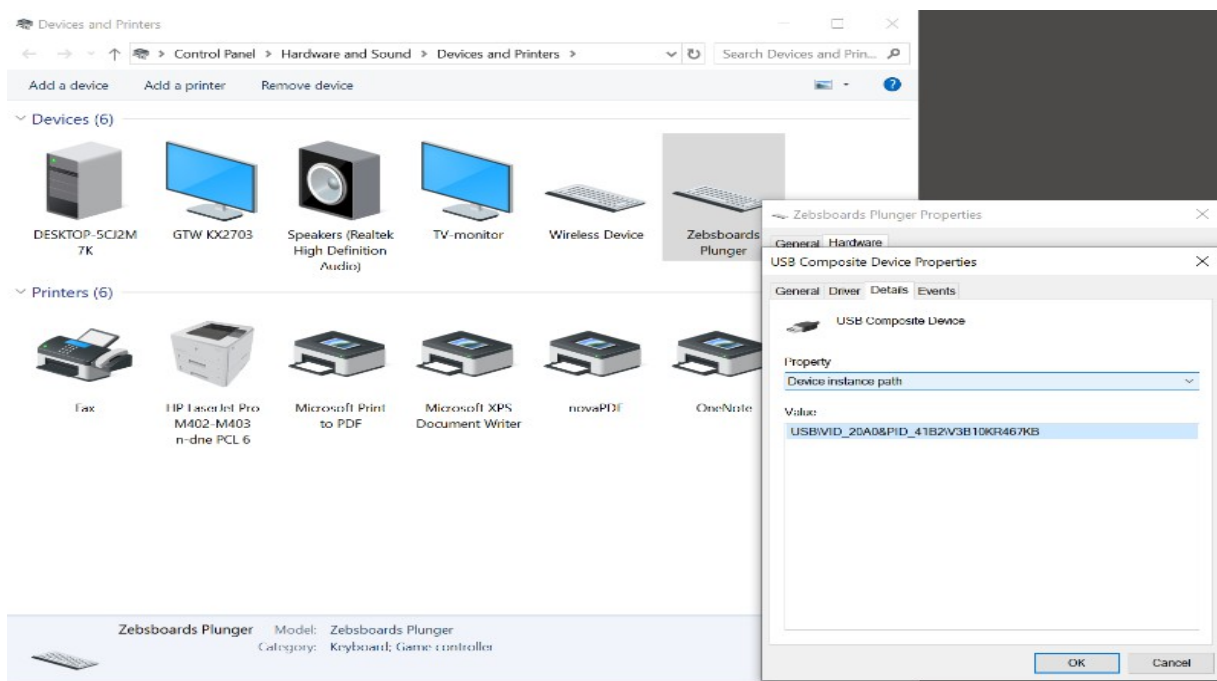 Devices and Printers
Control Panel > Hardware and Sound > Devices and Printers >
Search Devices and Prin...
Add a device Add a printer Remove device
Devices (6)
DESKTOP-5CJ2M
7K
GTW KX2703
Speakers (Realtek
High Definition
Audio)
TV-monitor
Wireless Device
Zebsboards
Plunger
Printers (6)
Fax
HP LaserJet Pro
M402-M403
n-dne PCL 6
Microsoft Print
to PDF
Microsoft XPS
Document Writer
novaPDF
OneNote
Zebsboards Plunger Model: Zebsboards Plunger
Category: Keyboard; Game controller
Zebsboards Plunger Properties
General Hardware
USB Composite Device Properties
General Driver Details Events
USB Composite Device
Property
Device instance path
Value
USB\VID_20A0&PID_41B2\V3B10KR467KB
OK Cancel